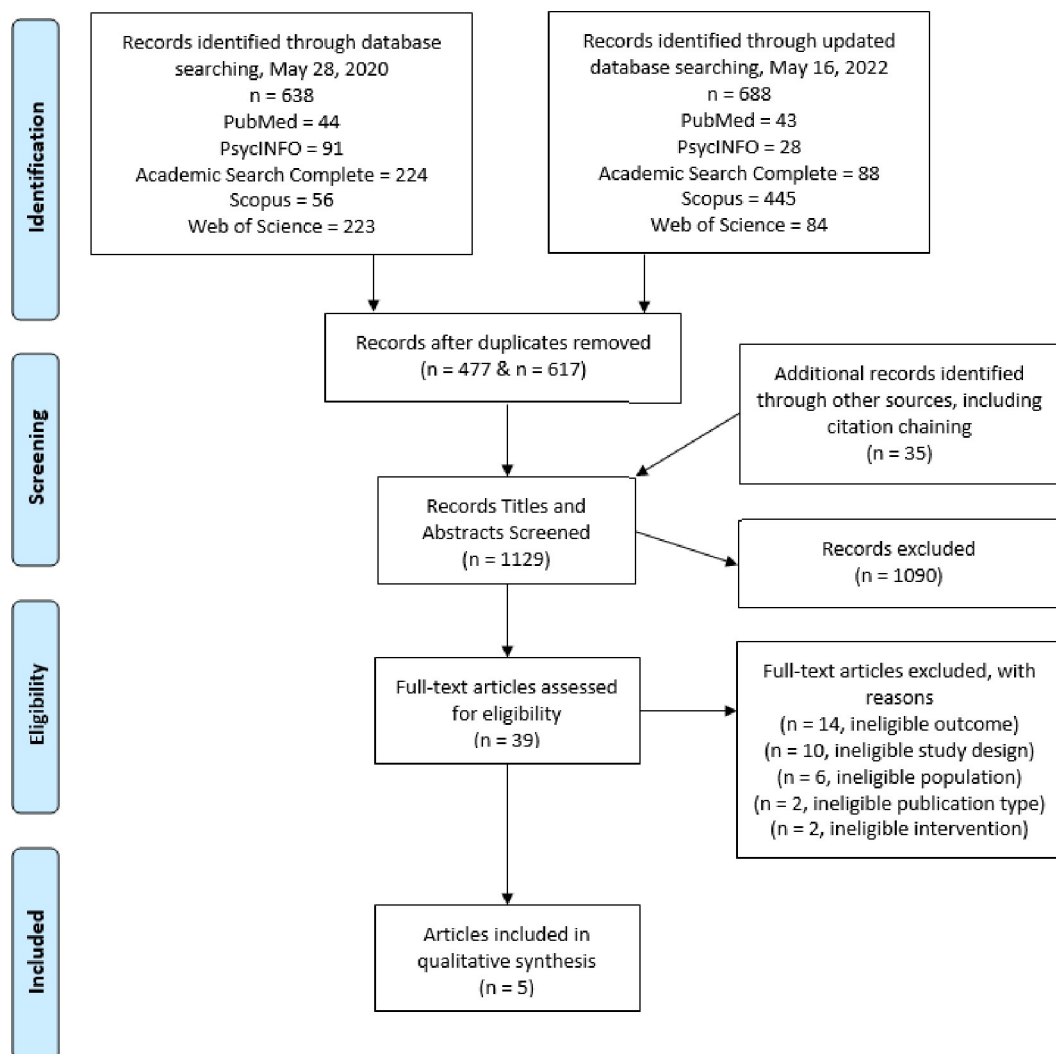 Identification
Records identified through database
searching, May 28, 2020
n = 638
PubMed = 44
PsycINFO = 91
Academic Search Complete = 224
Scopus = 56
Web of Science = 223
Records identified through updated
database searching, May 16, 2022
n = 688
PubMed = 43
PsycINFO = 28
Academic Search Complete = 88
Scopus = 445
Web of Science = 84
Records after duplicates removed
(n = 477 & n = 617)
Screening
Additional records identified
through other sources, including
citation chaining
(n = 35)
Records Titles and
Abstracts Screened
(n = 1129)
Records excluded
(n = 1090)
Eligibility
Full-text articles assessed
for eligibility
(n = 39)
Full-text articles excluded, with
reasons
(n = 14, ineligible outcome)
(n = 10, ineligible study design)
(n = 6, ineligible population)
(n = 2, ineligible publication type)
(n = 2, ineligible intervention)
Included
Articles included in
qualitative synthesis
(n = 5)